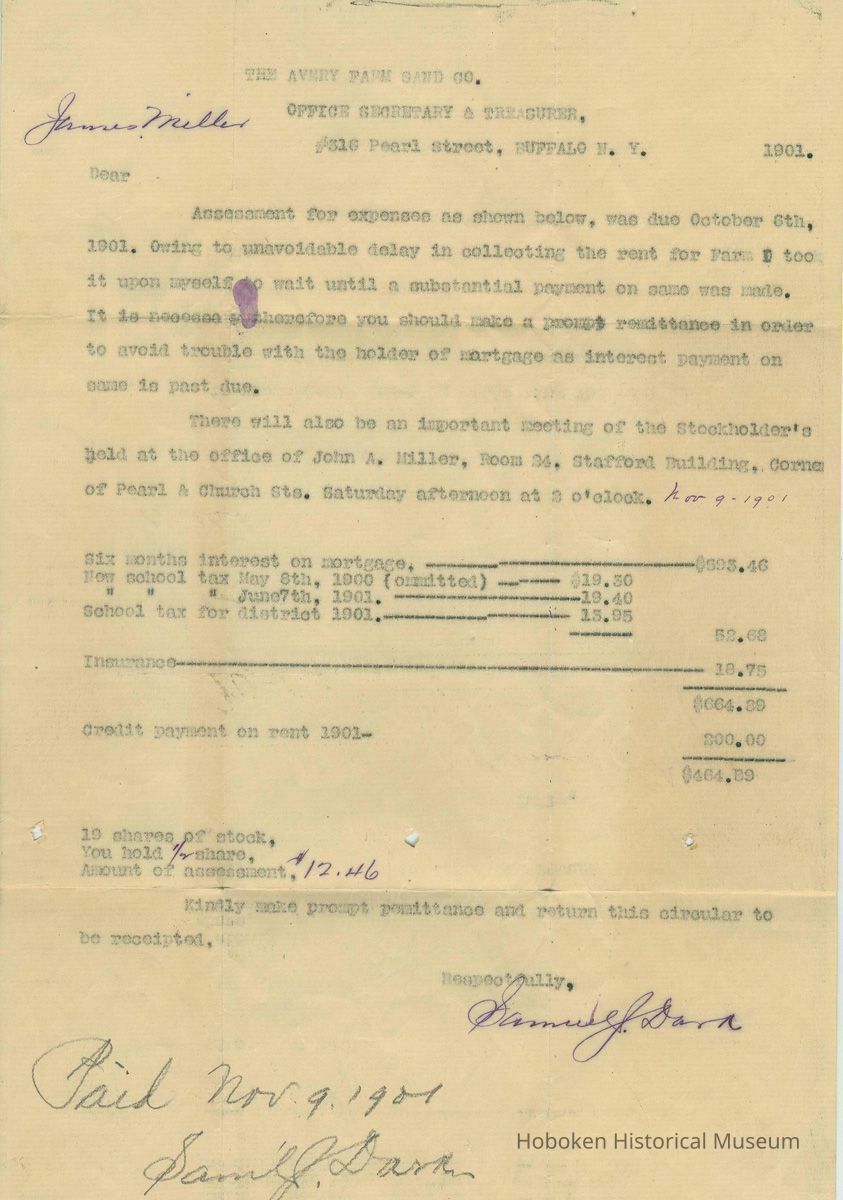 THE AVERY FARM SAND CO.
OFFICE SECRETARY & TREASURER,
James Miller
#316 Pearl Street, BUFFALO N. Y. 1901.
Dear
Assessment for expenses as shown below, was due October 6th,
1901. Owing to unavoidable delay in collecting the rent for Farm I too
it upon myself to wait until a substantial payment on same was made.
It is necessa therefore you should make a prompt remittance in order
to avoid trouble with the holder of martgage as interest payment on
same is past due.
There will also be an important meeting of the Stockholder's
held at the office of John A. Miller, Room 24, Stafford Building, Corne
of Pearl & Church Sts. Saturday afternoon at 2 o'clock. Nov 9-1901
Six months interest on mortgage, $593.46
New school tax May 8th, 1900 (ommitted) $19.30
" " " June7th, 1901. 19.40
School tax for district 1901. 13.95
52.68
Insurance 18.75
$664.89
Credit payment on rent 1901-
200.00
$464.89
19 shares of stock,
You hold 1/2 share,
Amount of assessment, $12.46
Kindly make prompt remittance and return this circular to
be receipted,
Respectfully,
Samuel J. Dark
Paid Nov. 9. 1901
Saml J. Dark
Hoboken Historical Museum